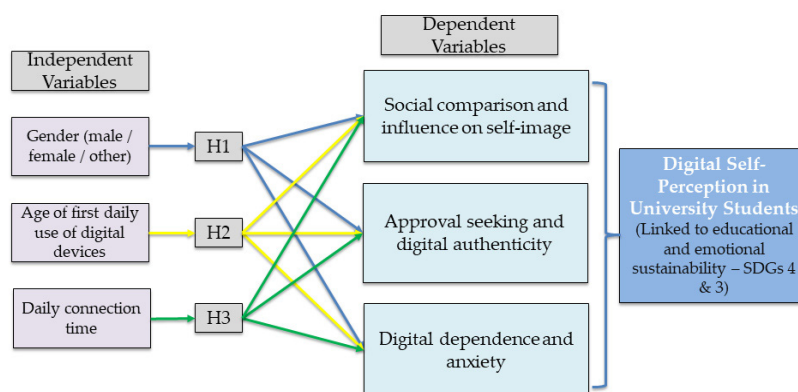 Dependent
Variables
Independent
Variables
Gender (male /
female / other)
H1
Age of first daily
use of digital
devices
H2
Daily connection
time
H3
Social comparison and
influence on self-image
Approval seeking and
digital authenticity
Digital dependence and
anxiety
Digital Self-
Perception in
University Students
(Linked to educational
and emotional
sustainability – SDGs 4
& 3)